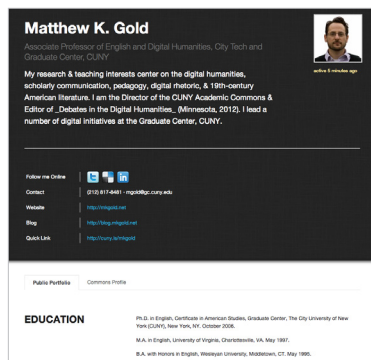 Matthew K. Gold
Associate Professor of English and Digital Humanities, City Tech and
Graduate Center, CUNY
active 5 minutes ago
My research & teaching interests center on the digital humanities,
scholarly communication, pedagogy, digital rhetoric, & 19th-century
American literature. I am the Director of the CUNY Academic Commons &
Editor of _Debates in the Digital Humanities_ (Minnesota, 2012). I lead a
number of digital initiatives at the Graduate Center, CUNY.
Follow me Online
Contact (212) 817-8481 - mgold@gc.cuny.edu
Website http://mkgold.net
Blog http://blog.mkgold.net
Quick Link http://cuny.is/mkgold
Public Portfolio Commons Profile
EDUCATION Ph.D. in English, Certificate in American Studies, Graduate Center, The City University of New
York (CUNY), New York, NY. October 2006.
M.A. in English, University of Virginia, Charlottesville, VA. May 1997.
B.A. with Honors in English, Wesleyan University, Middletown, CT. May 1995.